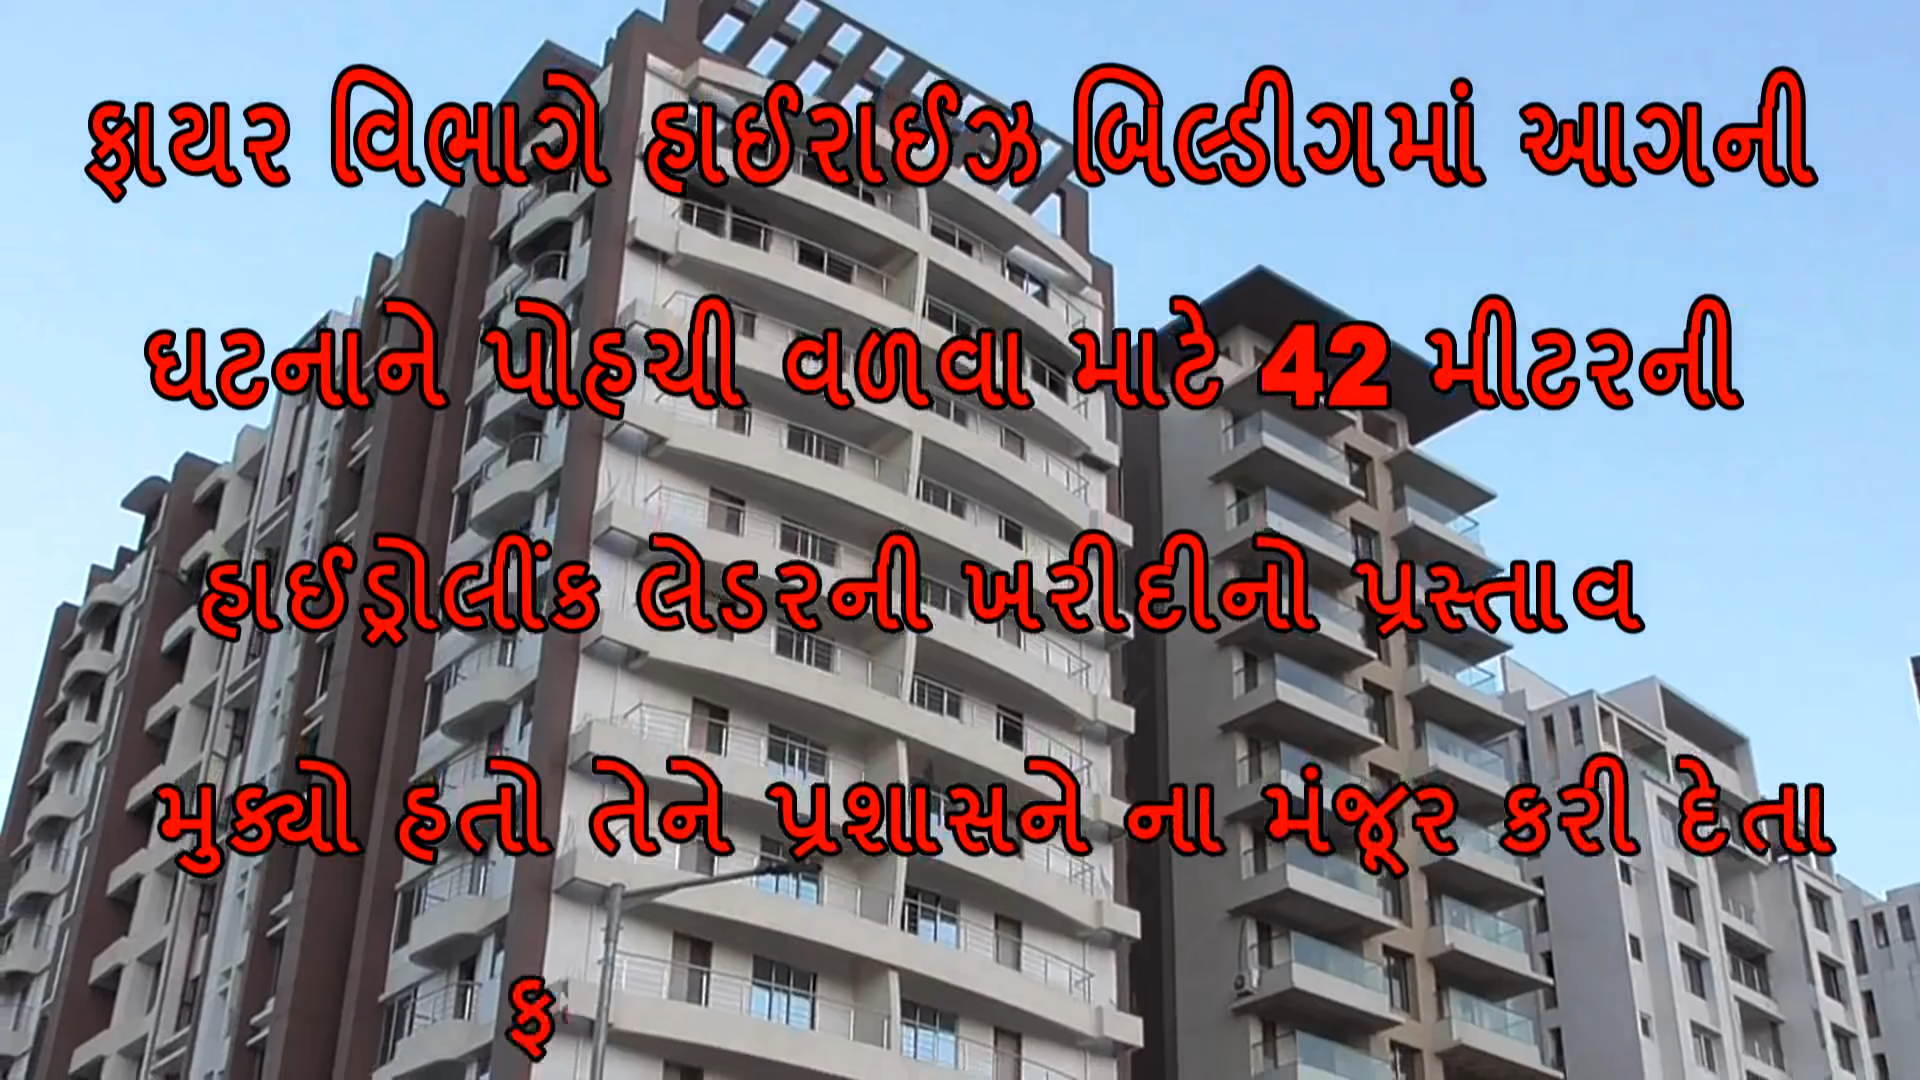 ફાયર વિભાગે હાઈરાઈઝ બિલ્ડીગમાં આગની
ઘટનાને પોહચી વળવા માટે 42 મીટરની
હાઈડ્રોલીંક લેડરની ખરીદીનો પ્રસ્તાવ
મુક્યો હતો તેને પ્રશાસને ના મંજૂર કરી દેતા
ફ